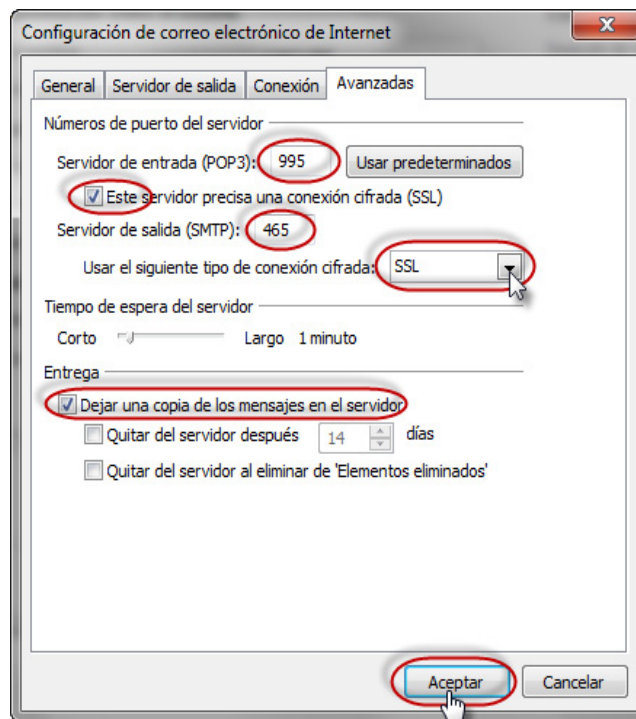 Configuración de correo electrónico de Internet
General Servidor de salida Conexión Avanzadas
Números de puerto del servidor
Servidor de entrada (POP3): 995 Usar predeterminados
Este servidor precisa una conexión cifrada (SSL)
Servidor de salida (SMTP): 465
Usar el siguiente tipo de conexión cifrada: SSL
Tiempo de espera del servidor
Corto Largo 1 minuto
Entrega
Dejar una copia de los mensajes en el servidor
Quitar del servidor después 14 días
Quitar del servidor al eliminar de 'Elementos eliminados'
Aceptar Cancelar